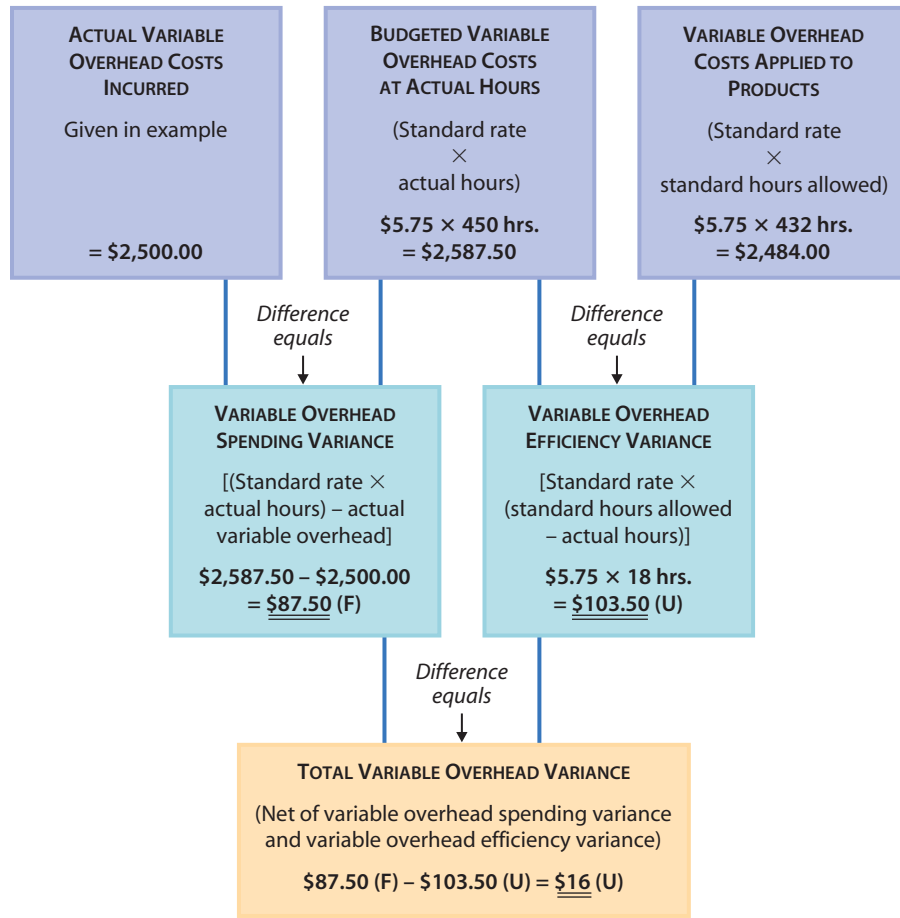 ACTUAL VARIABLE
OVERHEAD COSTS
INCURRED
Given in example
= $2,500.00
BUDGETED VARIABLE
OVERHEAD COSTS
AT ACTUAL HOURS
(Standard rate
×
actual hours)
$5.75 × 450 hrs.
= $2,587.50
VARIABLE OVERHEAD
COSTS APPLIED TO
PRODUCTS
(Standard rate
×
standard hours allowed)
$5.75 × 432 hrs.
= $2,484.00
Difference
equals
Difference
equals
VARIABLE OVERHEAD
SPENDING VARIANCE
[(Standard rate ×
actual hours) – actual
variable overhead]
$2,587.50 – $2,500.00
= $87.50 (F)
VARIABLE OVERHEAD
EFFICIENCY VARIANCE
[Standard rate ×
(standard hours allowed
– actual hours)]
$5.75 × 18 hrs.
= $103.50 (U)
Difference
equals
TOTAL VARIABLE OVERHEAD VARIANCE
(Net of variable overhead spending variance
and variable overhead efficiency variance)
$87.50 (F) – $103.50 (U) = $16 (U)